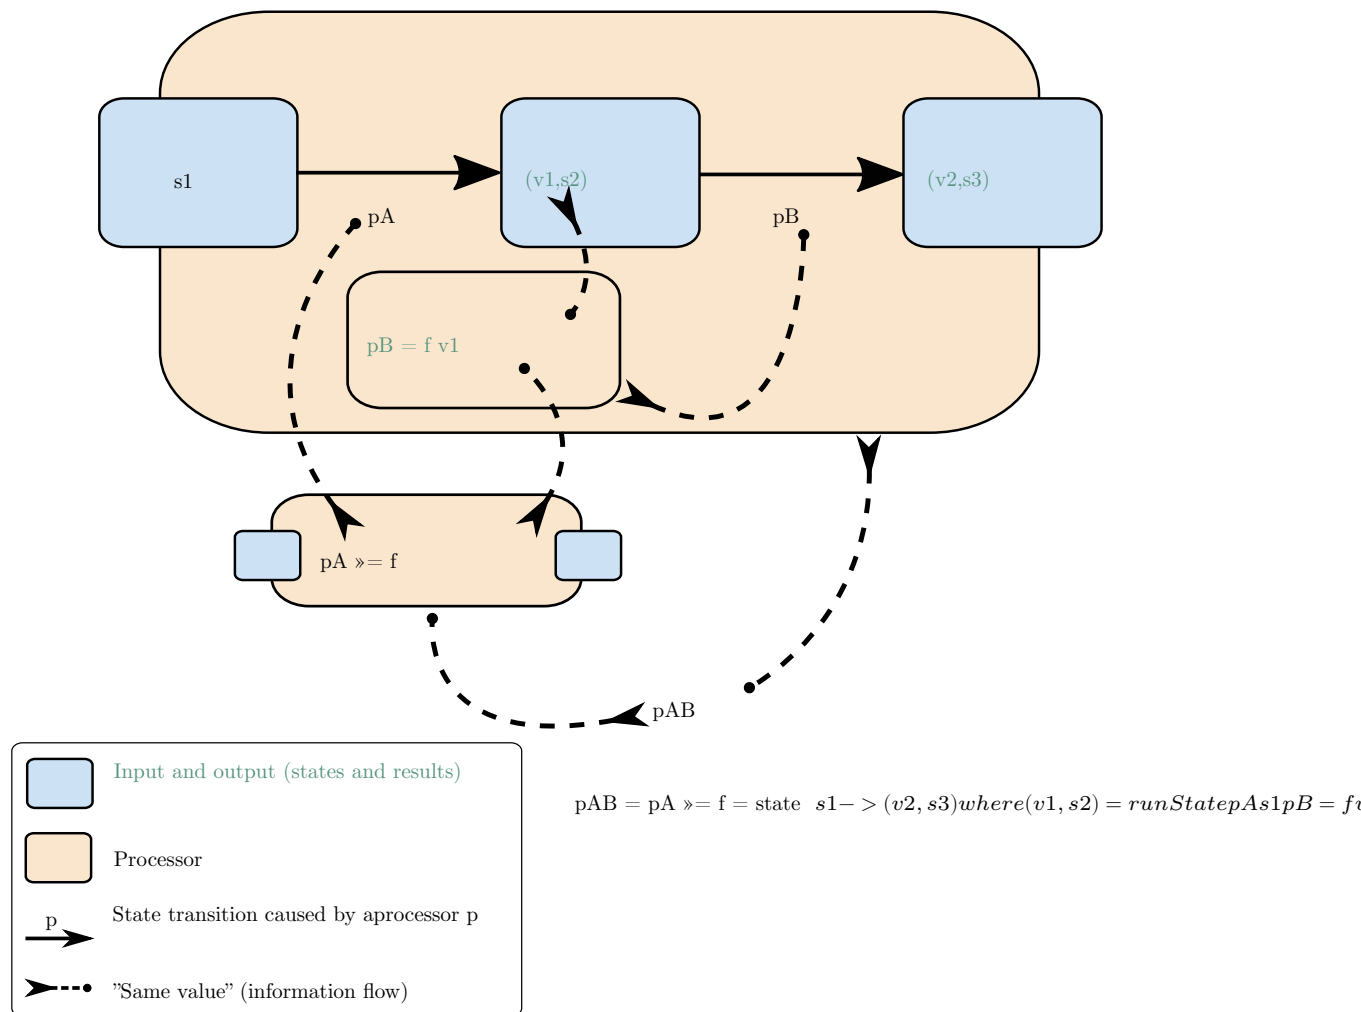 s1
(v1,s2)
(v2,s3)
pA
pB
pB = f v1
pA »= f
pAB
Input and output (states and results)
pAB = pA »= f = state s1−>(v2,s3)where(v1,s2)=runStatepAs1pB=fv
Processor
p
State transition caused by aprocessor p
”Same value” (information flow)